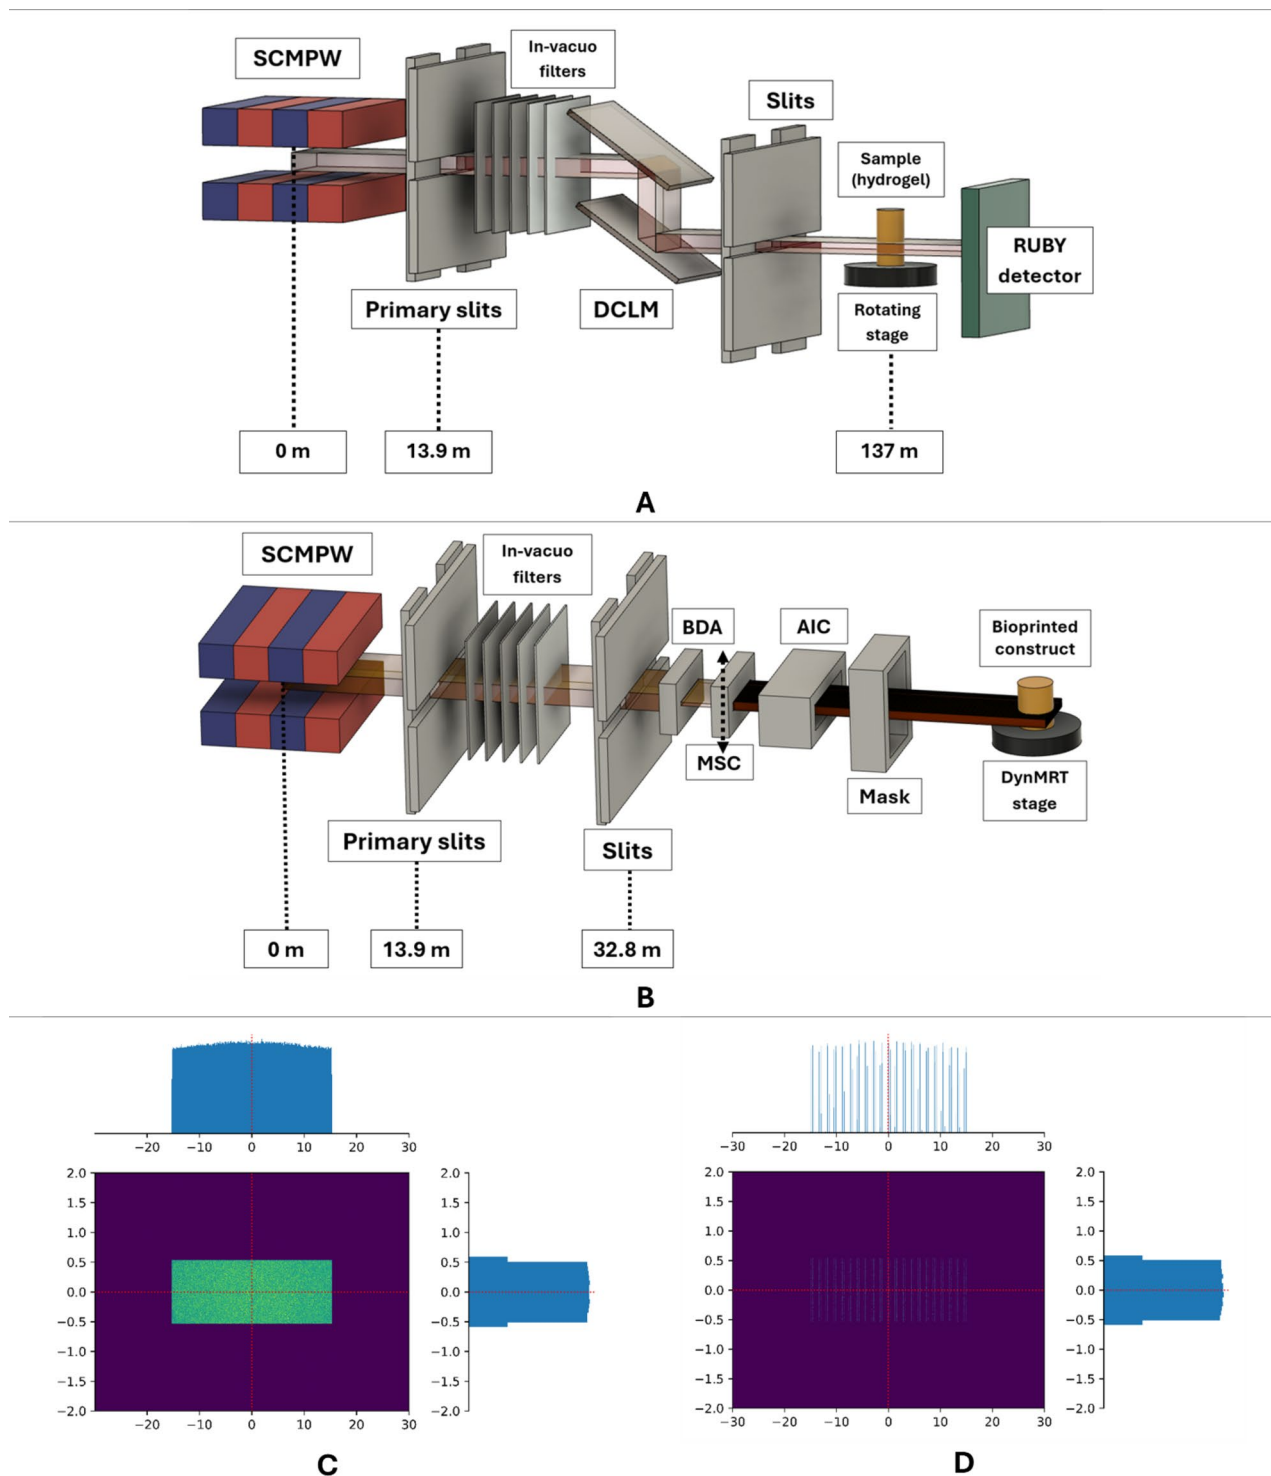 SCMPW
In-vacuo
filters
Slits
Sample
(hydrogel)
RUBY
detector
Primary slits
DCLM
Rotating
stage
0 m
13.9 m
137 m
A
SCMPW
In-vacuo
filters
BDA
AIC
Bioprinted
construct
MSC
Mask
DynMRT
stage
Primary slits
Slits
0 m
13.9 m
32.8 m
B
−20 −10 0 10 20 30
2.0
1.5
1.0
0.5
0.0
−0.5
−1.0
−1.5
−2.0
−20 −10 0 10 20 30
2.0
1.5
1.0
0.5
0.0
−0.5
−1.0
−1.5
−2.0
C
−30 −20 −10 0 10 20 30
2.0
1.5
1.0
0.5
0.0
−0.5
−1.0
−1.5
−2.0
−30 −20 −10 0 10 20 30
2.0
1.5
1.0
0.5
0.0
−0.5
−1.0
−1.5
−2.0
D